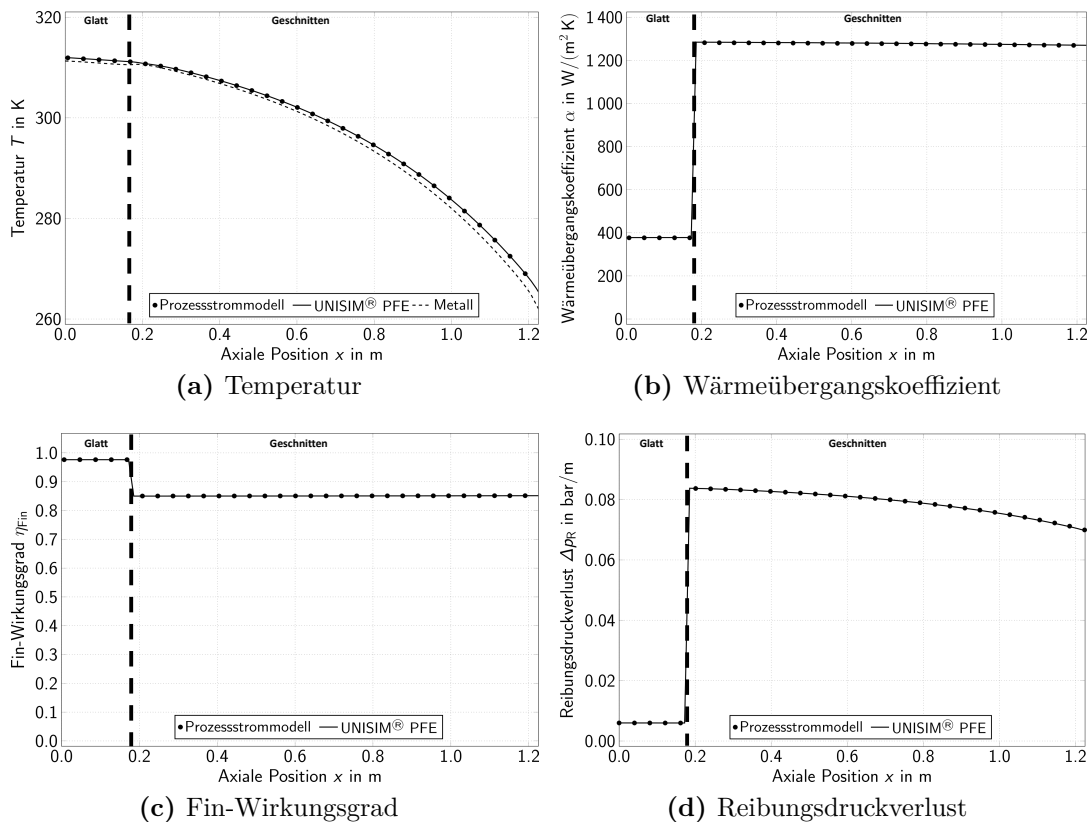 Glatt Geschnitten
320
300
280
260
Temperatur T in K
Prozessstrommodell UNISIM® PFE Metall
0.0 0.2 0.4 0.6 0.8 1.0 1.2
Axiale Position x in m
(a) Temperatur
Glatt Geschnitten
1 400
1 200
1 000
800
600
400
200
0
Wärmeübergangskoeffizient α in W/(m² K)
Prozessstrommodell UNISIM® PFE
0.0 0.2 0.4 0.6 0.8 1.0 1.2
Axiale Position x in m
(b) Wärmeübergangskoeffizient
Glatt Geschnitten
1.0
0.9
0.8
0.7
0.6
0.5
0.4
0.3
0.2
0.1
0.0
Fin-Wirkungsgrad ηFin
Prozessstrommodell UNISIM® PFE
0.0 0.2 0.4 0.6 0.8 1.0 1.2
Axiale Position x in m
(c) Fin-Wirkungsgrad
Glatt Geschnitten
0.10
0.08
0.06
0.04
0.02
0.00
Reibungsdruckverlust ΔpR in bar/m
Prozessstrommodell UNISIM® PFE
0.0 0.2 0.4 0.6 0.8 1.0 1.2
Axiale Position x in m
(d) Reibungsdruckverlust